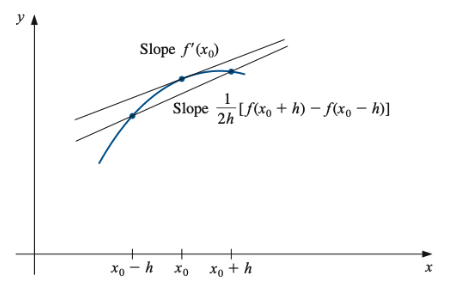 y
Slope f′(x₀)
Slope 1/2h [f(x₀ + h) − f(x₀ − h)]
x₀ − h x₀ x₀ + h x